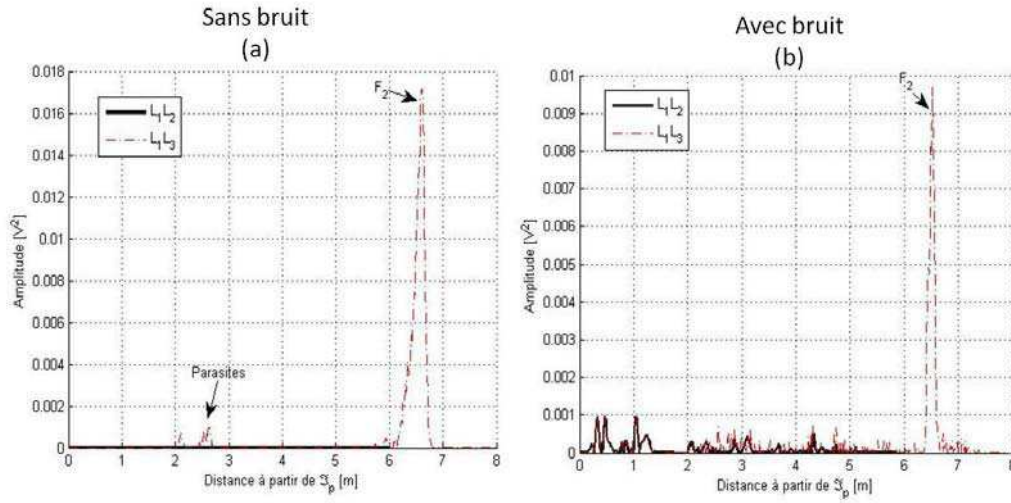 Sans bruit
(a)
0.018
0.016
0.014
0.012
0.01
0.008
0.006
0.004
0.002
0
Amplitude [V²]
L₁L₂
L₁L₃
F₂
Parasites
0 1 2 3 4 5 6 7 8
Distance à partir de ℑₚ [m]
Avec bruit
(b)
0.01
0.009
0.008
0.007
0.006
0.005
0.004
0.003
0.002
0.001
0
Amplitude [V²]
L₁L₂
L₁L₃
F₂
0 1 2 3 4 5 6 7 8
Distance à partir de ℑₚ [m]